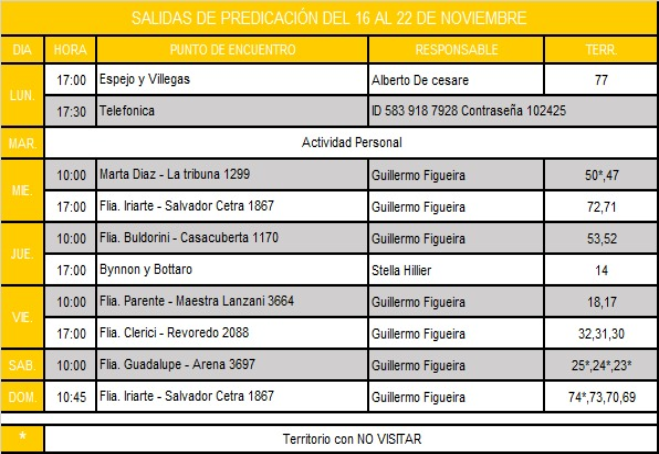 SALIDAS DE PREDICACIÓN DEL 16 AL 22 DE NOVIEMBRE
DIA HORA PUNTO DE ENCUENTRO RESPONSABLE TERR.
LUN. 17:00 Espejo y Villegas Alberto De cesare 77
17:30 Telefonica ID 583 918 7928 Contraseña 102425
MAR. Actividad Personal
MIE. 10:00 Marta Diaz - La tribuna 1299 Guillermo Figueira 50*,47
17:00 Flia. Iriarte - Salvador Cetra 1867 Guillermo Figueira 72,71
JUE. 10:00 Flia. Buldorini - Casacuberta 1170 Guillermo Figueira 53,52
17:00 Bynnon y Bottaro Stella Hillier 14
VIE. 10:00 Flia. Parente - Maestra Lanzani 3664 Guillermo Figueira 18,17
17:00 Flia. Clerici - Revoredo 2088 Guillermo Figueira 32,31,30
SAB. 10:00 Flia. Guadalupe - Arena 3697 Guillermo Figueira 25*,24*,23*
DOM. 10:45 Flia. Iriarte - Salvador Cetra 1867 Guillermo Figueira 74*,73,70,69
* Territorio con NO VISITAR